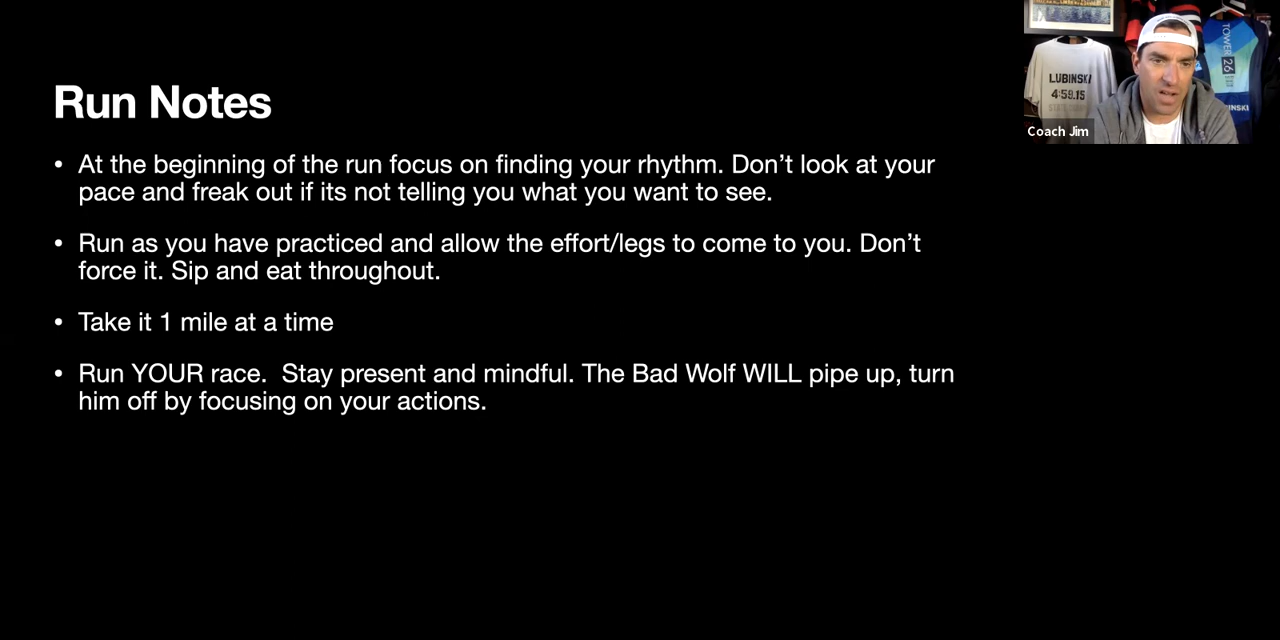 Run Notes
• At the beginning of the run focus on finding your rhythm. Don’t look at your
pace and freak out if its not telling you what you want to see.
• Run as you have practiced and allow the effort/legs to come to you. Don’t
force it. Sip and eat throughout.
• Take it 1 mile at a time
• Run YOUR race.  Stay present and mindful. The Bad Wolf WILL pipe up, turn
him off by focusing on your actions.
LUBINSKI
4:59.15
TOWER 26
Coach Jim